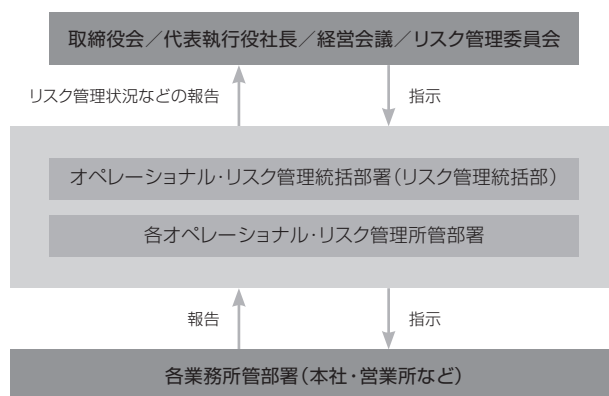 取締役会／代表執行役社長／経営会議／リスク管理委員会
リスク管理状況などの報告
指示
オペレーショナル・リスク管理統括部署（リスク管理統括部）
各オペレーショナル・リスク管理所管部署
報告
指示
各業務所管部署（本社・営業所など）